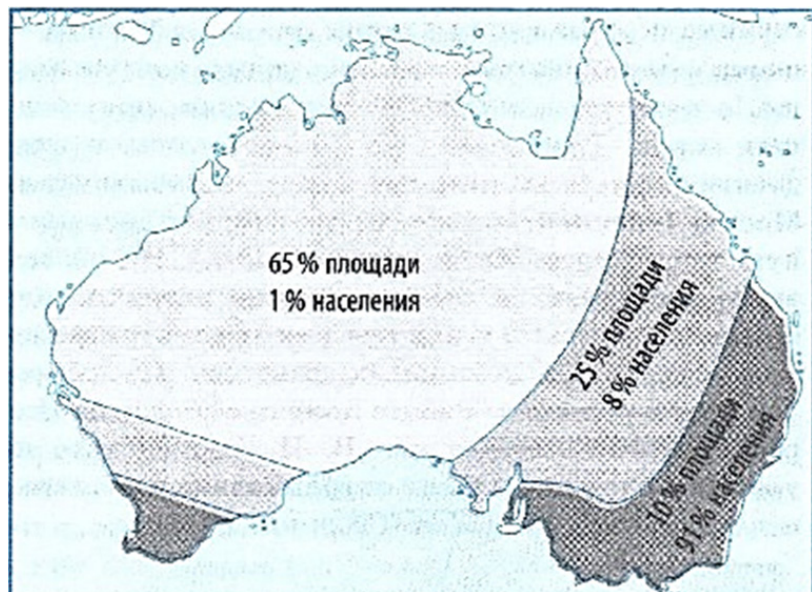 65 % площади
1 % населения
25 % площади
8 % населения
10 % площади
91% населения